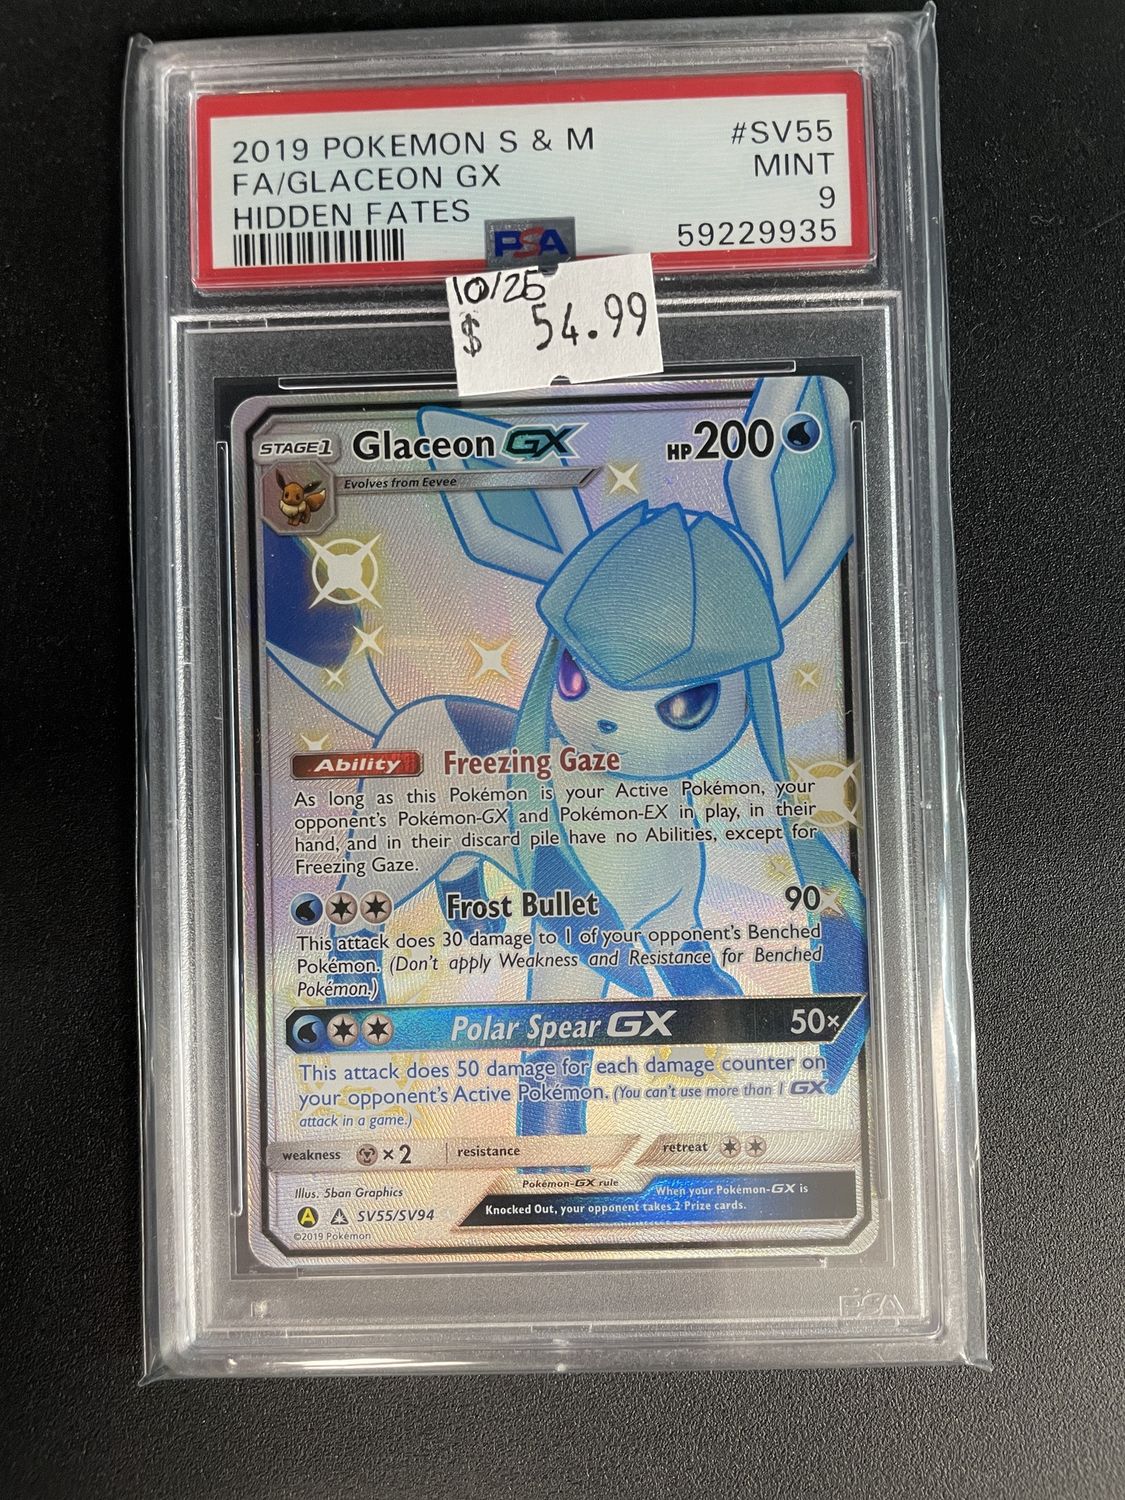 2019 POKEMON S & M #SV55
FA/GLACEON GX MINT
HIDDEN FATES 9
59229935
PSA
10/25
$ 54.99
STAGE1 Glaceon GX HP200
Evolves from Eevee
Ability Freezing Gaze
As long as this Pokémon is your Active Pokémon, your
opponent's Pokémon-GX and Pokémon-EX in play, in their
hand, and in their discard pile have no Abilities, except for
Freezing Gaze.
Frost Bullet 90
This attack does 30 damage to 1 of your opponent's Benched
Pokémon. (Don't apply Weakness and Resistance for Benched
Pokémon.)
Polar Spear GX 50×
This attack does 50 damage for each damage counter on
your opponent's Active Pokémon. (You can't use more than 1 GX
attack in a game.)
weakness ×2 resistance retreat
Illus. 5ban Graphics
A SV55/SV94
©2019 Pokémon
Pokémon-GX rule
When your Pokémon-GX is
Knocked Out, your opponent takes 2 Prize cards.
PSA